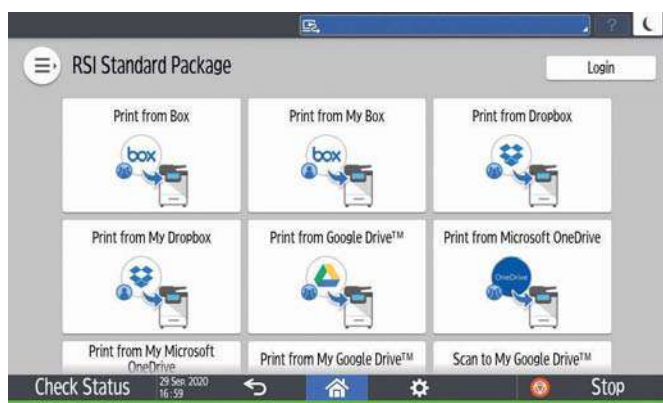 ?
RSI Standard Package
Login
Print from Box
Print from My Box
Print from Dropbox
box
box
Print from My Dropbox
Print from Google Drive™
Print from Microsoft OneDrive
OneDrive
Print from My Microsoft
OneDrive
Print from My Google Drive™
Scan to My Google Drive™
Check Status
29 Sep 2020
16:59
Stop